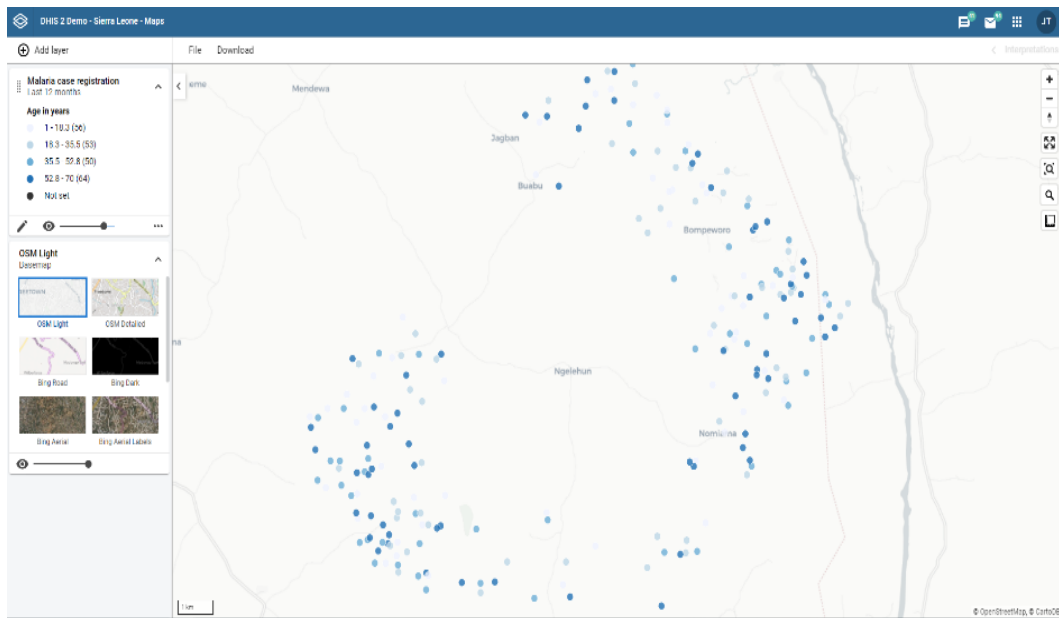 DHIS 2 Demo - Sierra Leone - Maps
JT
Add layer
File Download
Interpretations
Malaria case registration
Last 12 months
Age in years
1 - 18.3 (56)
18.3 - 35.5 (53)
35.5 - 52.8 (50)
52.8 - 70 (64)
Not set
OSM Light
Basemap
OSM Light
OSM Detailed
Bing Road
Bing Dark
Bing Aerial
Bing Aerial Labels
Mendewa
Jagban
Buabu
Bompeworo
Ngelehun
1 km
© OpenStreetMap, © CartoDB